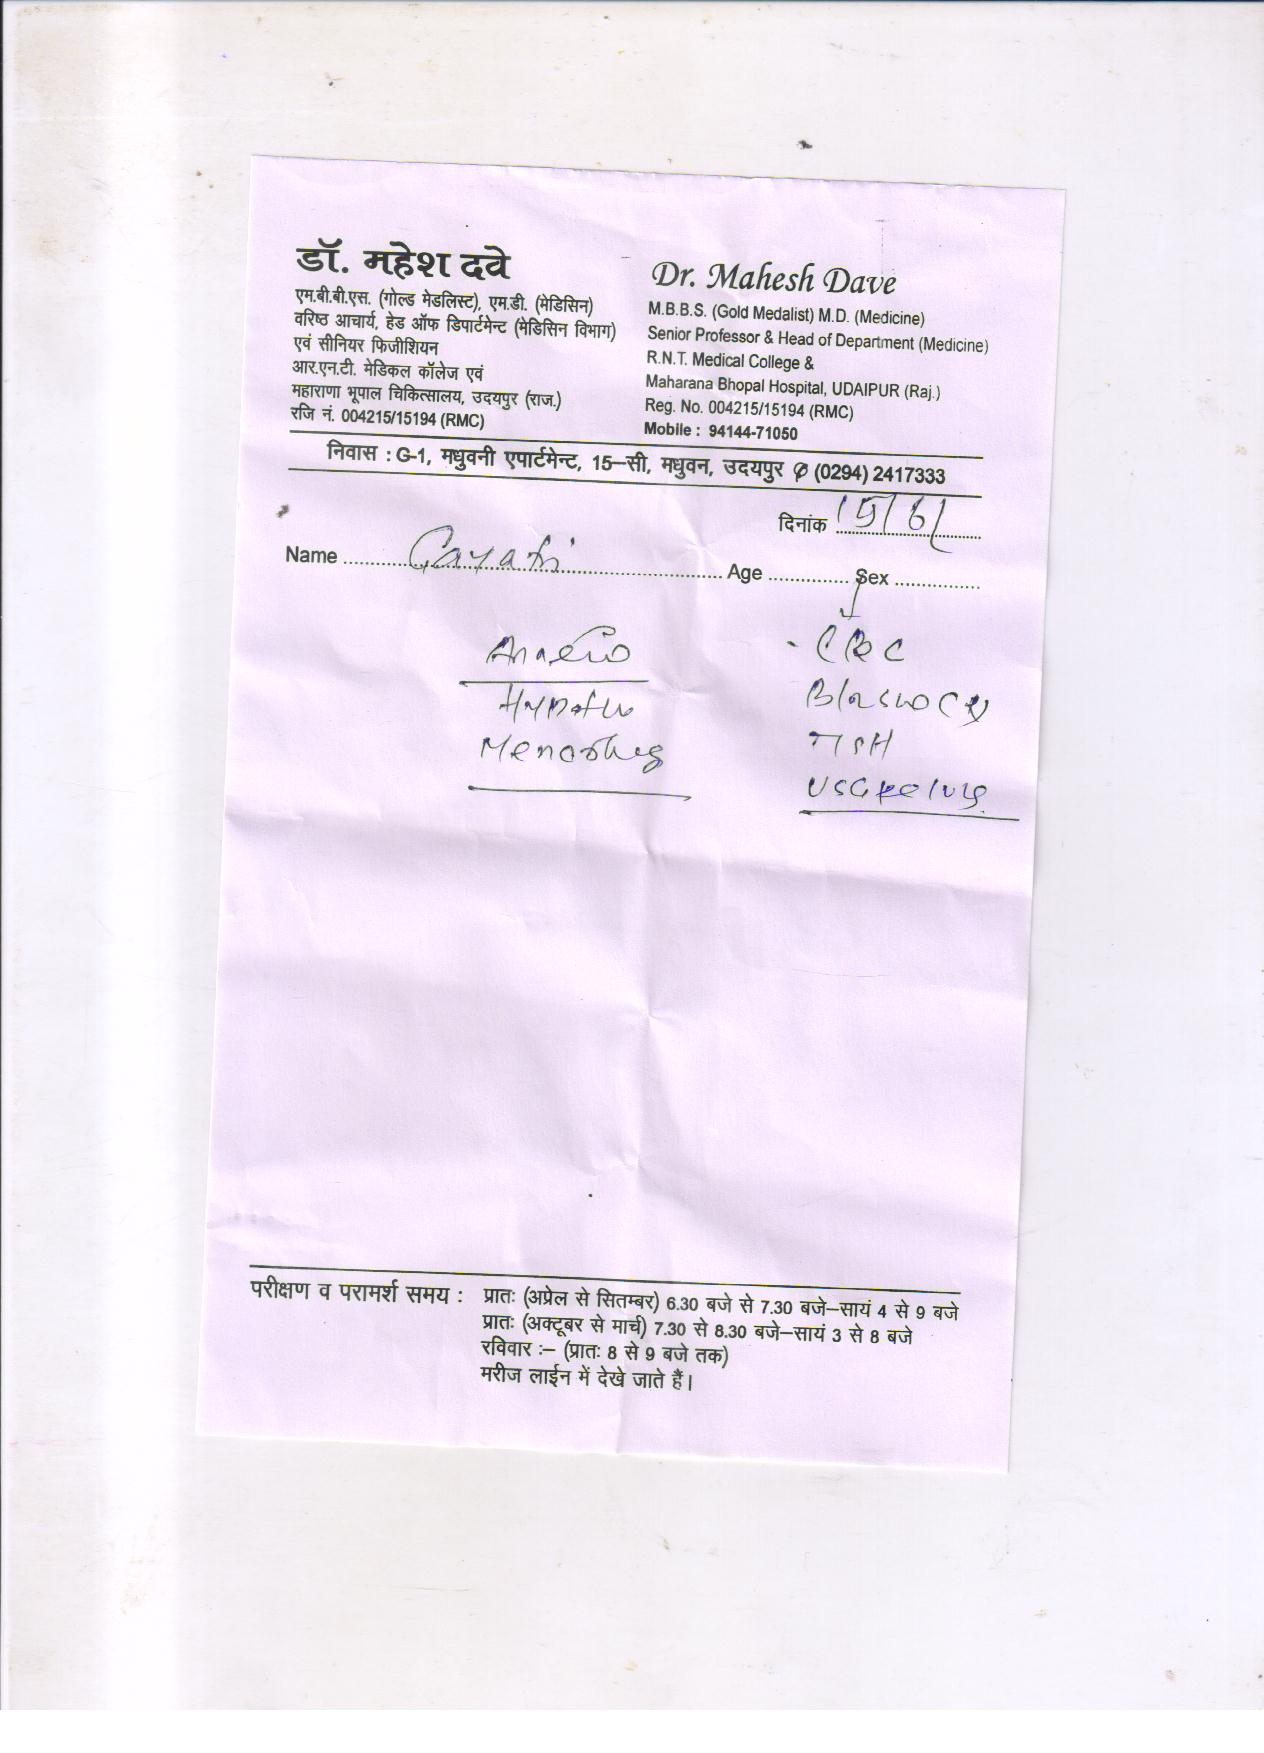 डॉ. महेश दवे
एम.बी.बी.एस. (गोल्ड मेडलिस्ट), एम.डी. (मेडिसिन)
वरिष्ठ आचार्य, हेड ऑफ डिपार्टमेन्ट (मेडिसिन विभाग)
एवं सीनियर फिजीशियन
आर.एन.टी. मेडिकल कॉलेज एवं
महाराणा भूपाल चिकित्सालय, उदयपुर (राज.)
रजि नं. 004215/15194 (RMC)
Dr. Mahesh Dave
M.B.B.S. (Gold Medalist) M.D. (Medicine)
Senior Professor & Head of Department (Medicine)
R.N.T. Medical College &
Maharana Bhopal Hospital, UDAIPUR (Raj.)
Reg. No. 004215/15194 (RMC)
Mobile : 94144-71050
निवास : G-1, मधुवनी एपार्टमेन्ट, 15–सी, मधुवन, उदयपुर ✆ (0294) 2417333
दिनांक 15/6/
Name Gayatri Age Sex
CBC
TSH
USG Pelvis
परीक्षण व परामर्श समय : प्रातः (अप्रेल से सितम्बर) 6.30 बजे से 7.30 बजे–सायं 4 से 9 बजे
प्रातः (अक्टूबर से मार्च) 7.30 से 8.30 बजे–सायं 3 से 8 बजे
रविवार :– (प्रातः 8 से 9 बजे तक)
मरीज लाईन में देखे जाते हैं।